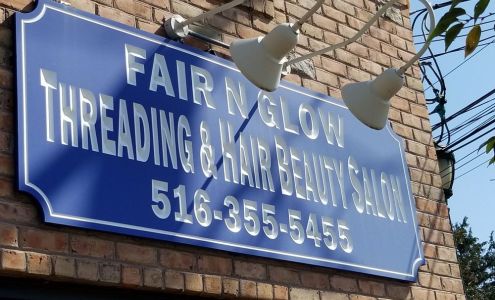 FAIR N GLOW
THREADING & HAIR BEAUTY SALON
516-355-5455